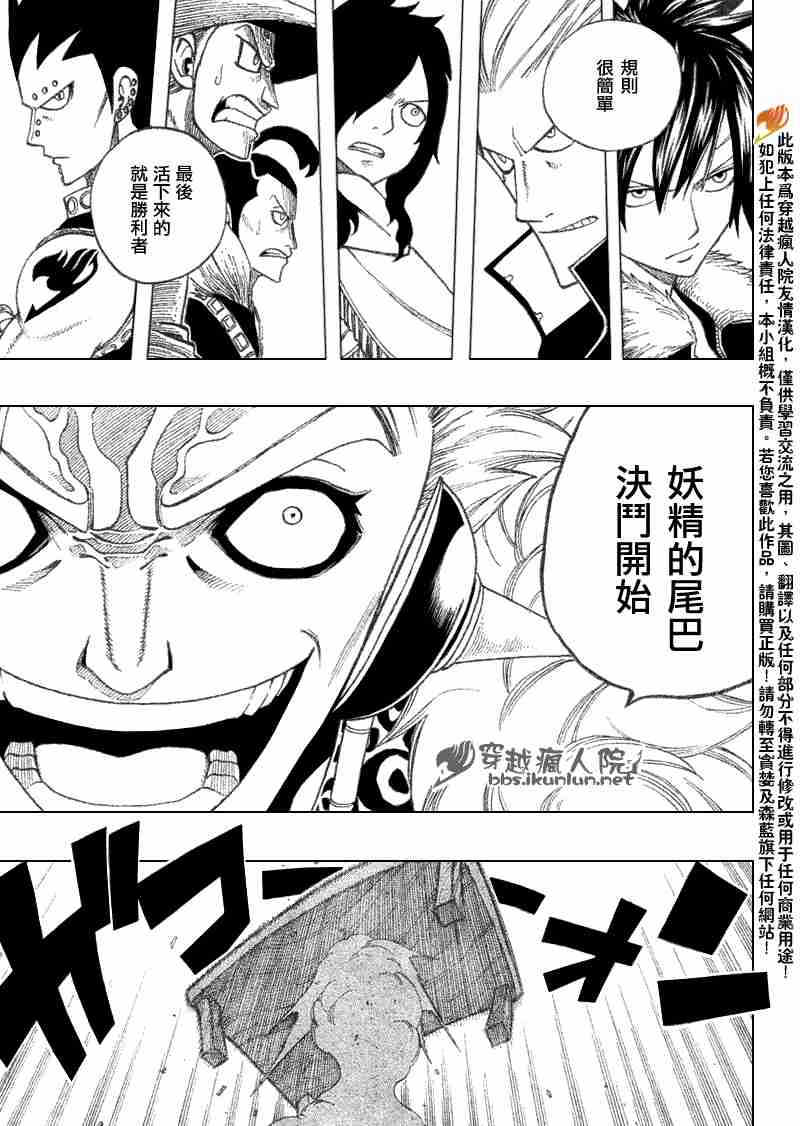 規則
很簡單
最後
活下來的
就是勝利者
妖精的尾巴
決鬥開始
穿越瘋人院
bbs.ikunlun.net
ガターン
此版本爲穿越瘋人院友情漢化，僅供學習交流之用，其圖、翻譯以及任何部分不得進行修改或用于任何商業用途！
如犯上任何法律責任，本小組概不負責。若您喜歡此作品，請購買正版！請勿轉至貪婪及森藍旗下任何網站！